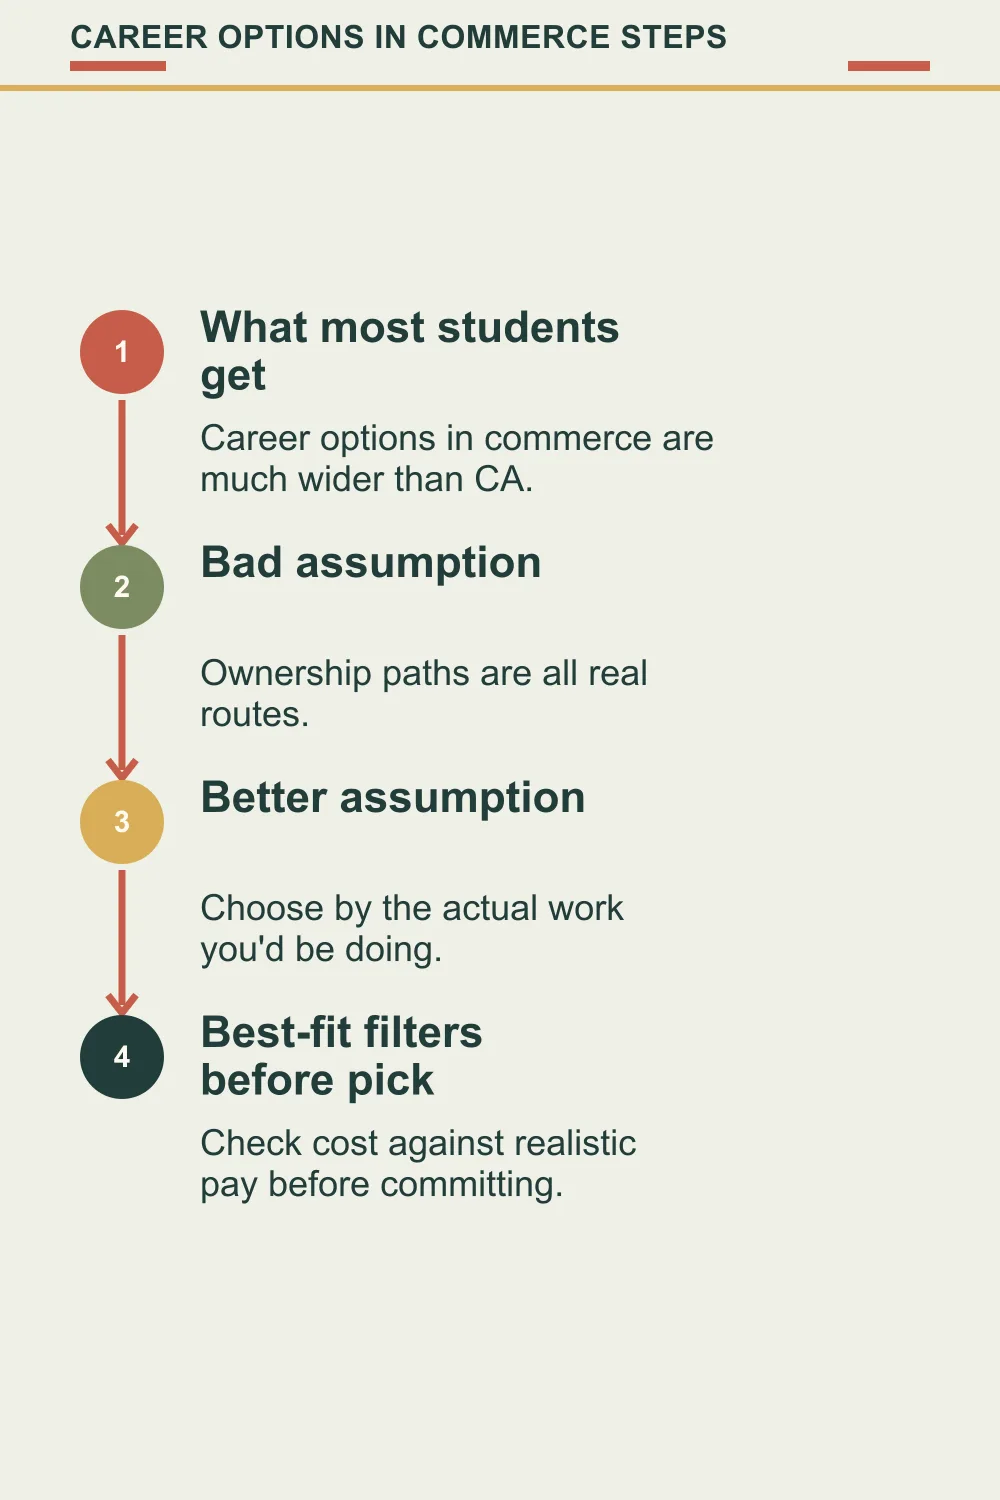 CAREER OPTIONS IN COMMERCE STEPS
1
What most students
get
Career options in commerce are
much wider than CA.
2
Bad assumption
Ownership paths are all real
routes.
3
Better assumption
Choose by the actual work
you'd be doing.
4
Best-fit filters
before pick
Check cost against realistic
pay before committing.